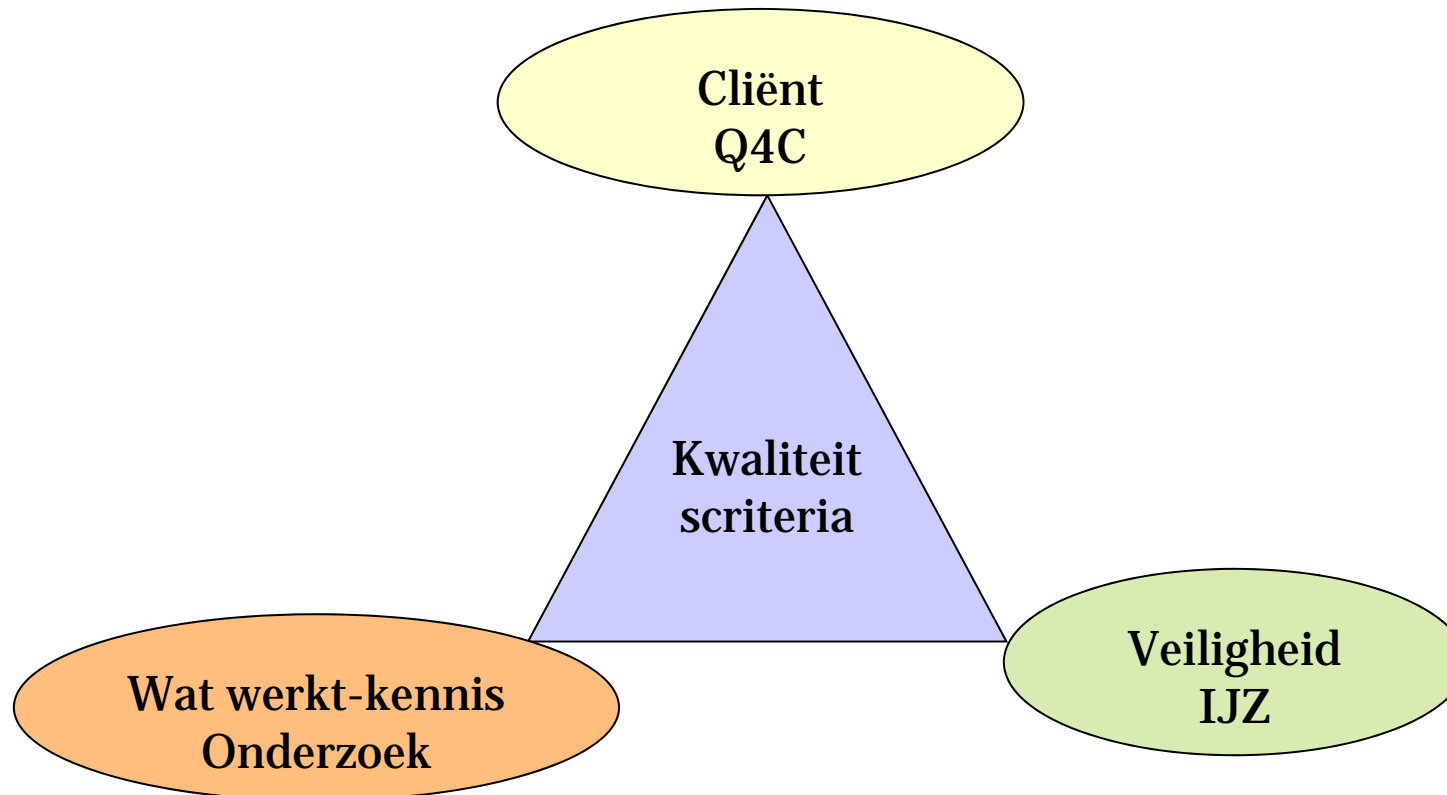 Cliënt
Q4C
Kwaliteit
scriteria
Wat werkt-kennis
Onderzoek
Veiligheid
IJZ